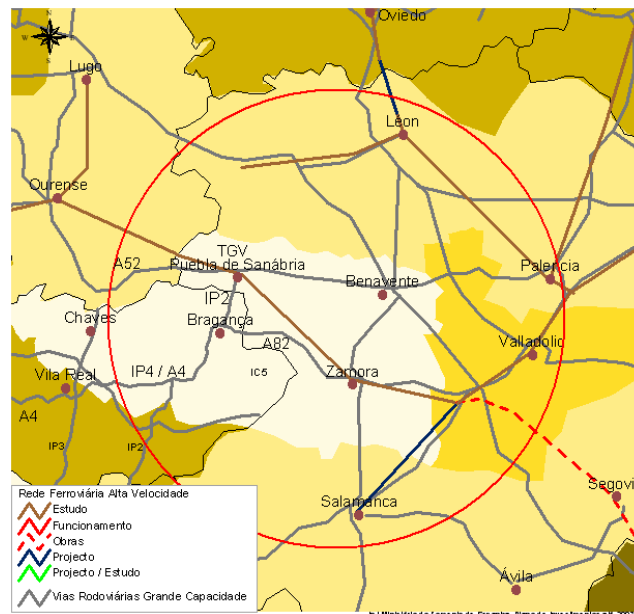 Oviedo
N
W
E
S
Lugo
Léon
Ourense
TGV
A52
Puebla de Sanábria
Palencia
IP2
Benavente
Chaves
Bragança
A82
Valladolic
Vila Real
IP4 / A4
IC5
Zamora
A4
IP3
IP2
Segovi
Salamanca
Ávila
Rede Ferroviária Alta Velocidade
Estudo
Funcionamento
Obras
Projecto
Projecto / Estudo
Vias Rodoviárias Grande Capacidade